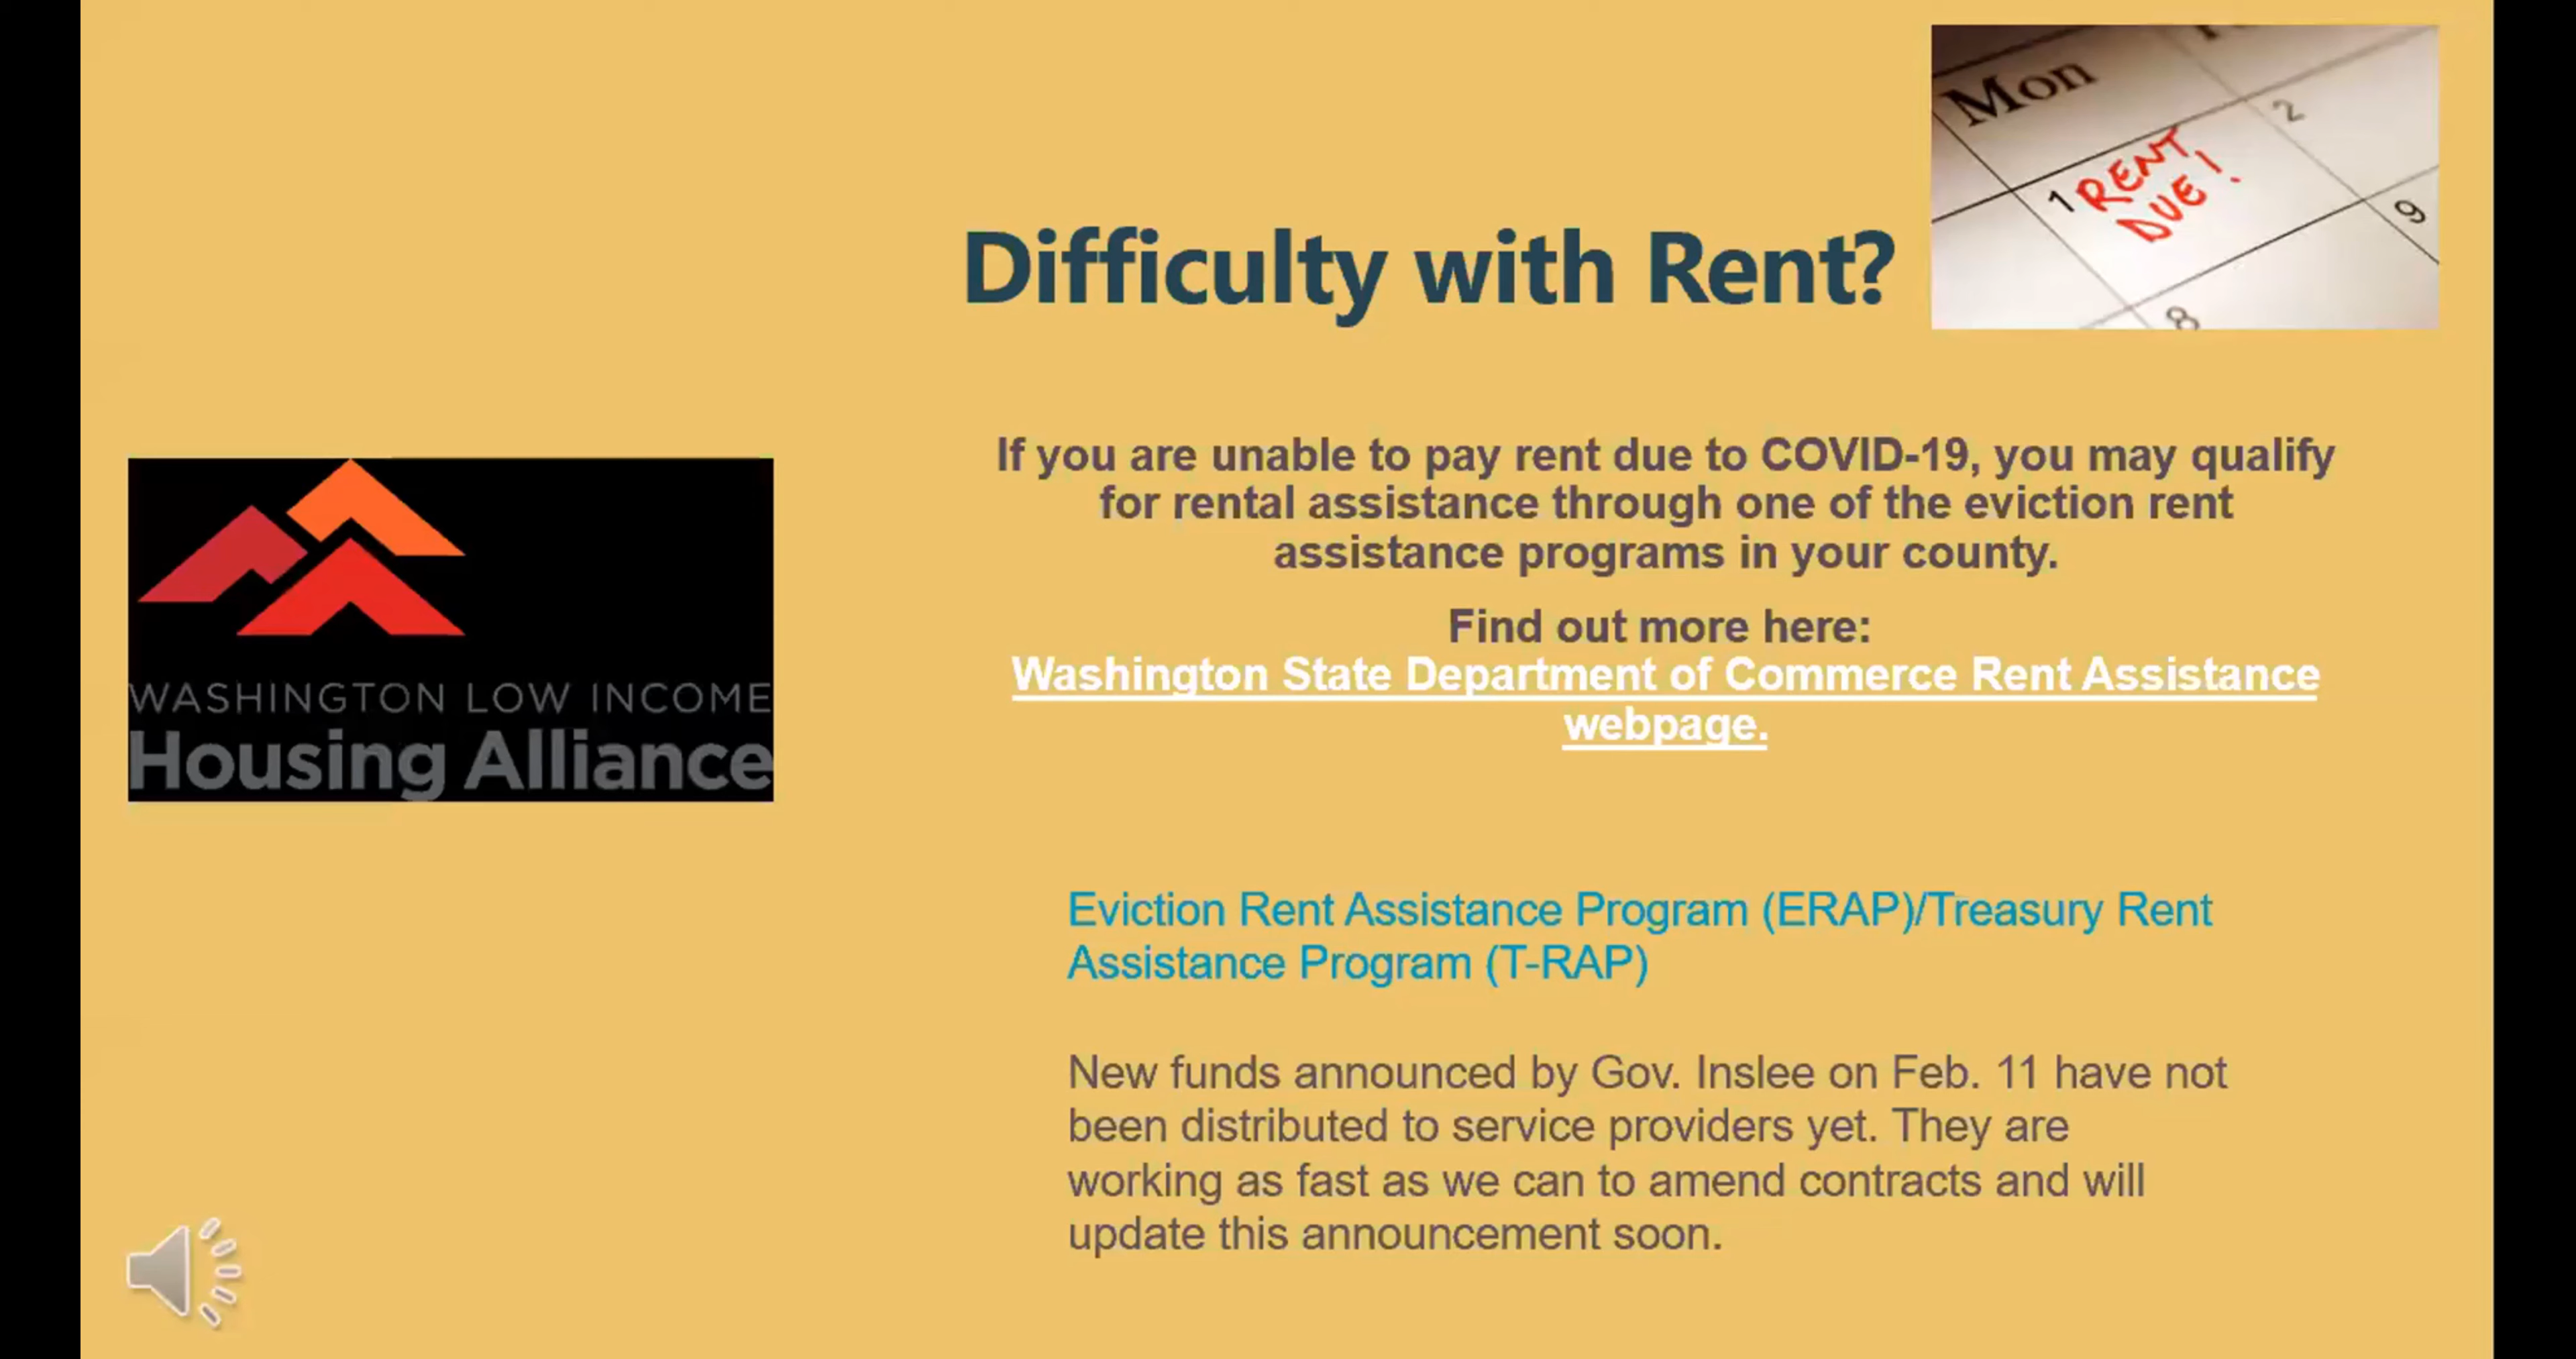 Mon
1 RENT 2
DUE!
9
8
Difficulty with Rent?
If you are unable to pay rent due to COVID-19, you may qualify
for rental assistance through one of the eviction rent
assistance programs in your county.
Find out more here:
Washington State Department of Commerce Rent Assistance
webpage.
WASHINGTON LOW INCOME
Housing Alliance
Eviction Rent Assistance Program (ERAP)/Treasury Rent
Assistance Program (T-RAP)
New funds announced by Gov. Inslee on Feb. 11 have not
been distributed to service providers yet. They are
working as fast as we can to amend contracts and will
update this announcement soon.